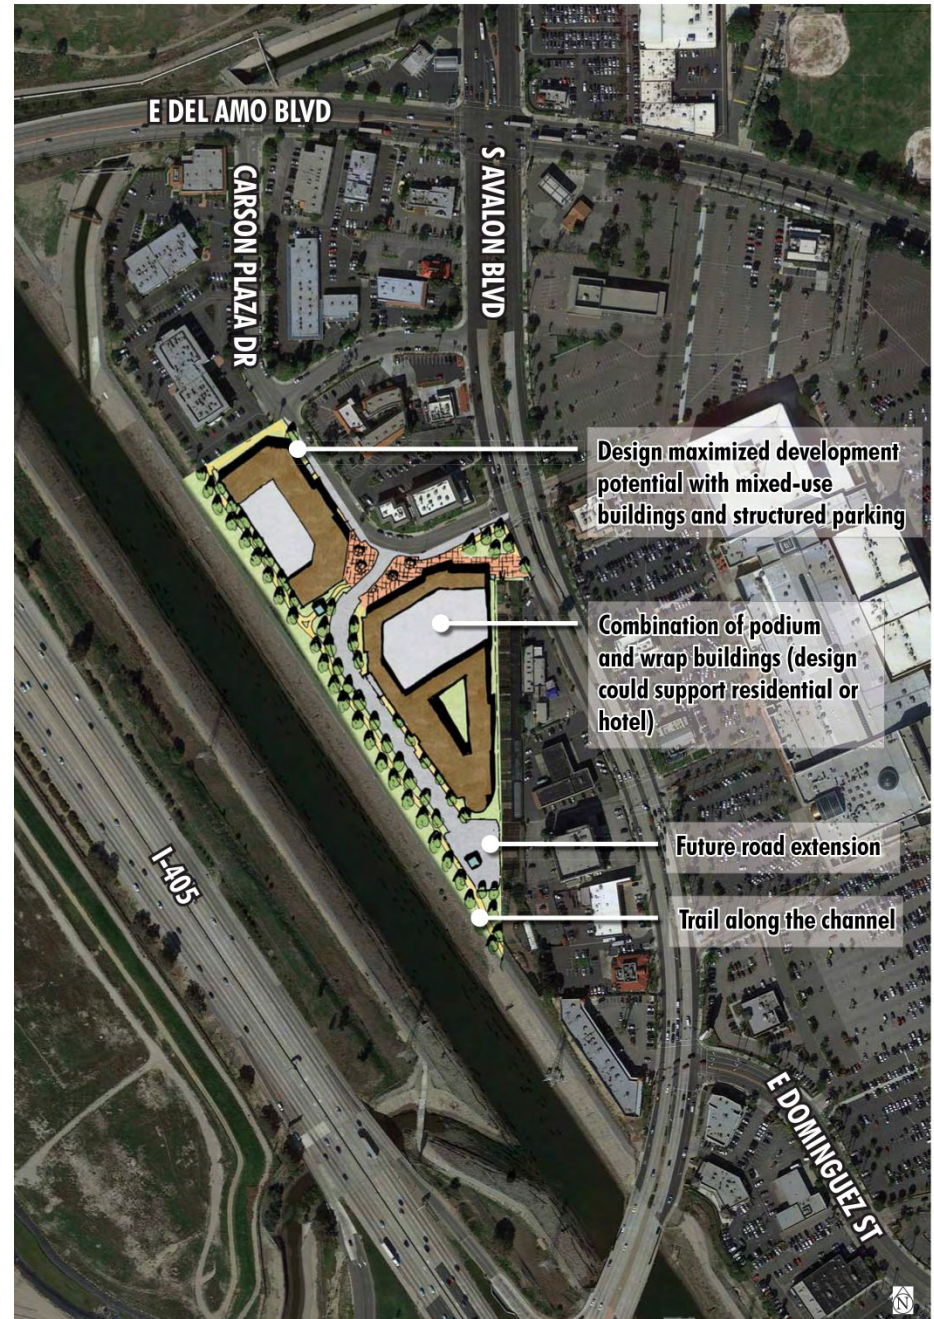 E DEL AMO BLVD
CARSON PLAZA DR
S AVALON BLVD
Design maximized development
potential with mixed-use
buildings and structured parking
Combination of podium
and wrap buildings (design
could support residential or
hotel)
Future road extension
I-405
Trail along the channel
E DOMINGUEZ ST
N